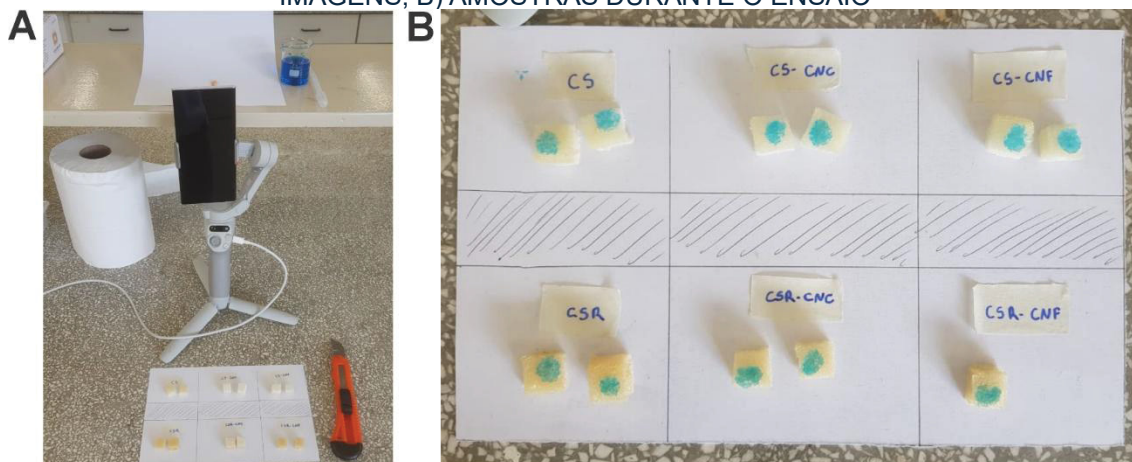 IMAGENS; B) AMOSTRAS DURANTE O ENSAIO
A
B
CS
CS-CNC
CS-CNF
CSR
CSR-CNC
CSR-CNF